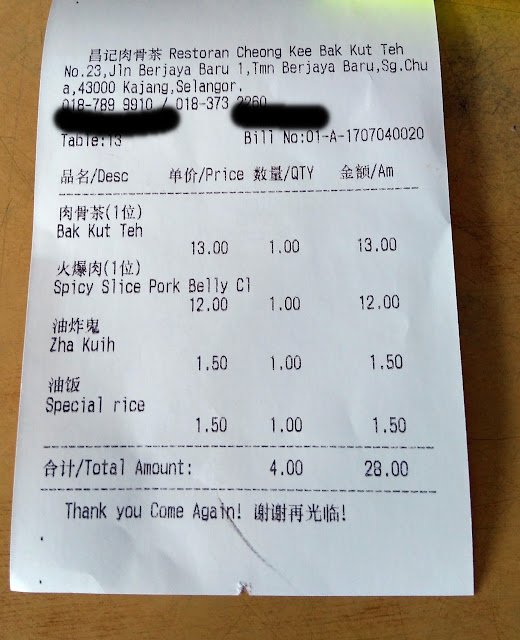 昌记肉骨茶 Restoran Cheong Kee Bak Kut Teh
No.23,Jln Berjaya Baru 1,Tmn Berjaya Baru,Sg.Chu
a,43000 Kajang,Selangor.
018-789 9910 / 018-373
Table:13 Bill No:01-A-1707040020
品名/Desc 单价/Price 数量/QTY 金额/Am
肉骨茶(1位)
Bak Kut Teh
13.00 1.00 13.00
火爆肉(1位)
Spicy Slice Pork Belly Cl
12.00 1.00 12.00
油炸鬼
Zha Kuih
1.50 1.00 1.50
油饭
Special rice
1.50 1.00 1.50
合计/Total Amount: 4.00 28.00
Thank you Come Again! 谢谢再光临!